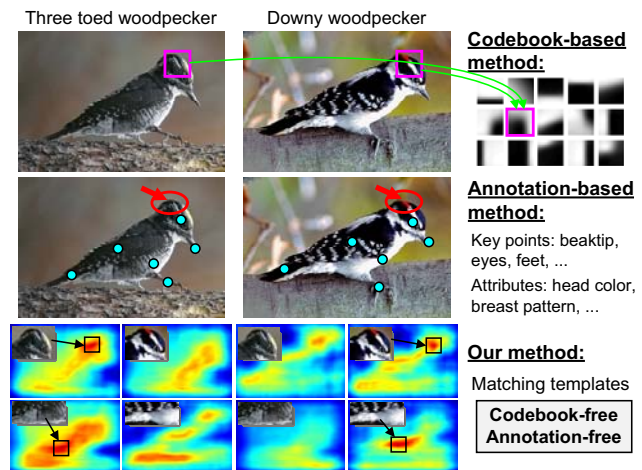 Three toed woodpecker
Downy woodpecker
Codebook-based
method:
Annotation-based
method:
Key points: beaktip,
eyes, feet, ...
Attributes: head color,
breast pattern, ...
Our method:
Matching templates
Codebook-free
Annotation-free